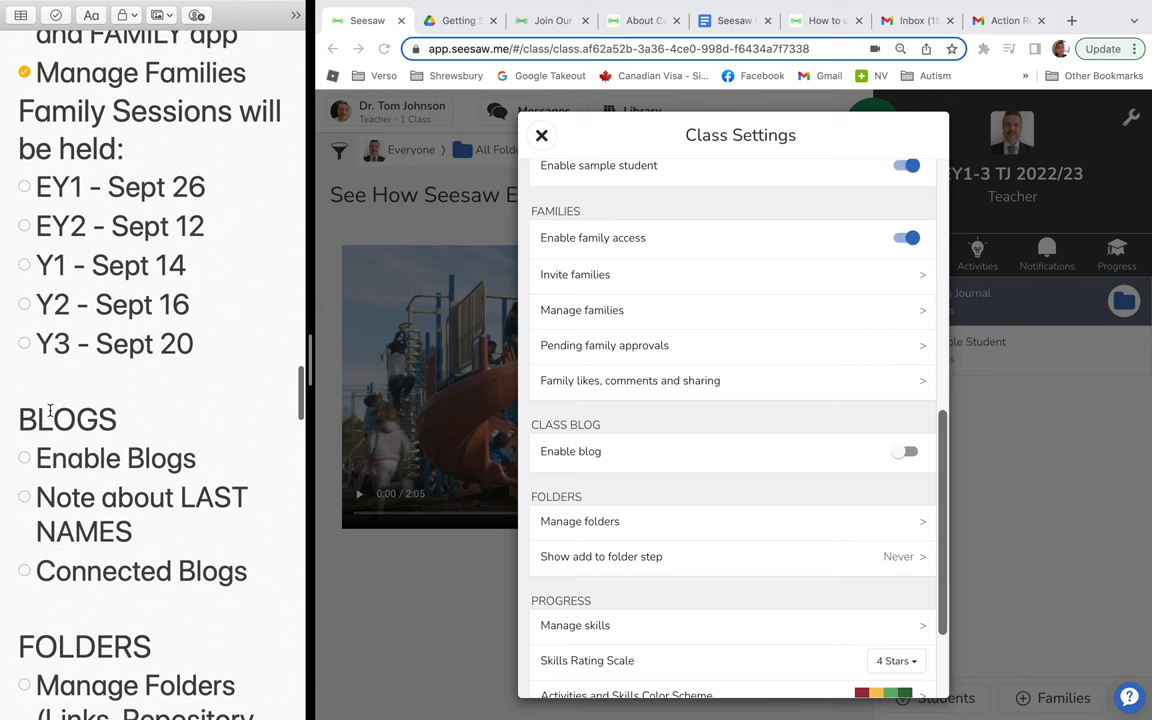 Aa
»
and FAMILY app
Manage Families
Family Sessions will
be held:
EY1 - Sept 26
EY2 - Sept 12
Y1 - Sept 14
Y2 - Sept 16
Y3 - Sept 20
BLOGS
Enable Blogs
Note about LAST
NAMES
Connected Blogs
FOLDERS
Manage Folders
(Links, Repository
Seesaw
Getting S
Join Our
About Co
Seesaw
How to u
Inbox (15
Action R
app.seesaw.me/#/class/class.af62a52b-3a36-4ce0-998d-f6434a7f7338
Update
Verso
Shrewsbury
Google Takeout
Canadian Visa - Si...
Facebook
Gmail
NV
Autism
»
Other Bookmarks
Dr. Tom Johnson
Teacher - 1 Class
Messages
Library
Everyone
All Folde
See How Seesaw E
0:00 / 2:05
Class Settings
Enable sample student
FAMILIES
Enable family access
Invite families >
Manage families >
Pending family approvals >
Family likes, comments and sharing >
CLASS BLOG
Enable blog
FOLDERS
Manage folders >
Show add to folder step Never >
PROGRESS
Manage skills >
Skills Rating Scale 4 Stars
Activities and Skills Color Scheme >
EY1-3 TJ 2022/23
Teacher
Activities
Notifications
Progress
s Journal
ple Student
Students
Families
?